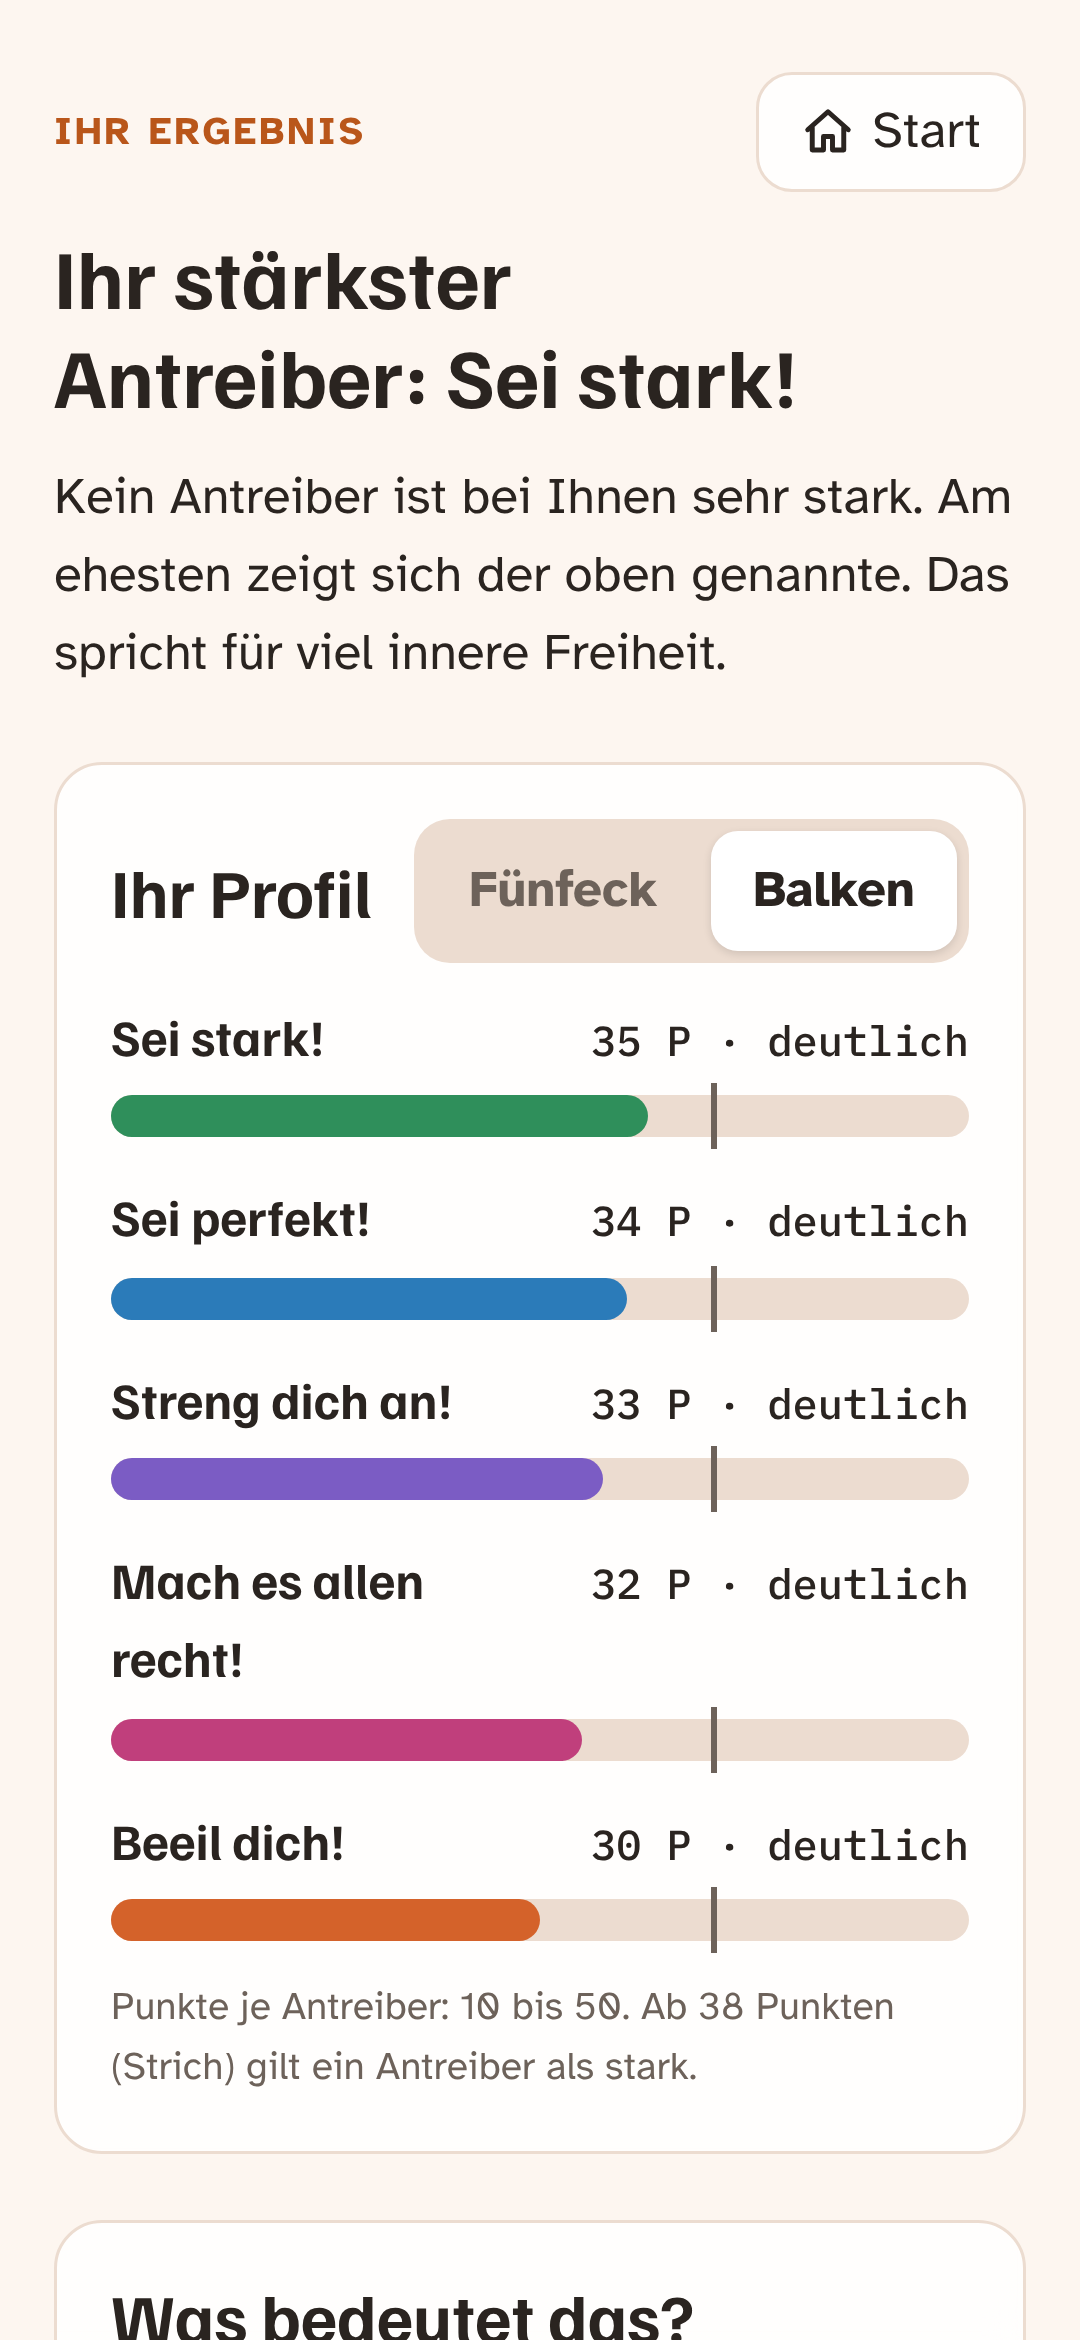 IHR ERGEBNIS
Start
Ihr stärkster
Antreiber: Sei stark!
Kein Antreiber ist bei Ihnen sehr stark. Am
ehesten zeigt sich der oben genannte. Das
spricht für viel innere Freiheit.
Ihr Profil
Fünfeck
Balken
Sei stark!
35 P · deutlich
Sei perfekt!
34 P · deutlich
Streng dich an!
33 P · deutlich
Mach es allen
recht!
32 P · deutlich
Beeil dich!
30 P · deutlich
Punkte je Antreiber: 10 bis 50. Ab 38 Punkten
(Strich) gilt ein Antreiber als stark.
Was bedeutet das?